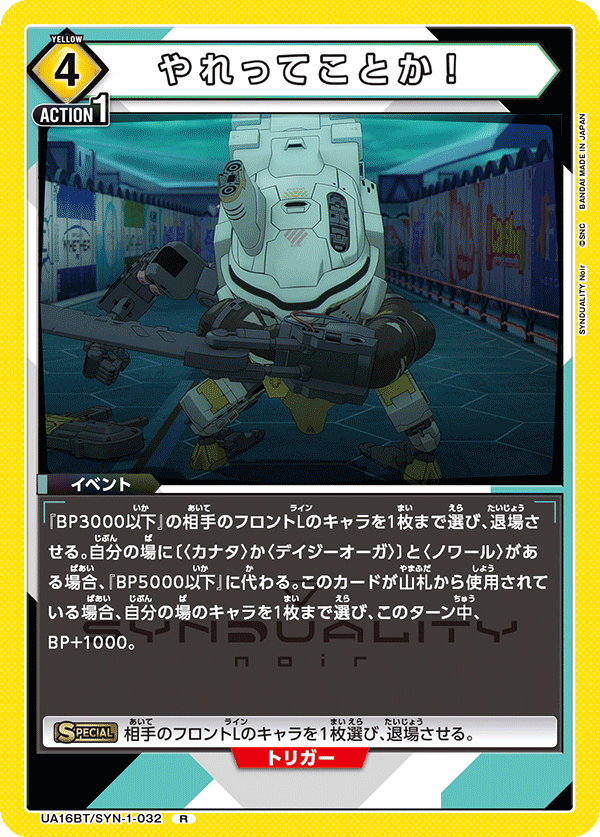 YELLOW
4
やれってことか！
ACTION 1
SYNDUALITY Noir ©SNC BANDAI MADE IN JAPAN
イベント
『BP3000以下』の相手のフロントLのキャラを1枚まで選び、退場さ
せる。自分の場に〔〈カナタ〉か〈デイジーオーガ〉〕と〈ノワール〉があ
る場合、『BP5000以下』に代わる。このカードが山札から使用されて
いる場合、自分の場のキャラを1枚まで選び、このターン中、
BP+1000。
SYNDUALITY
noir
SPECIAL 相手のフロントLのキャラを1枚選び、退場させる。
トリガー
UA16BT/SYN-1-032 R